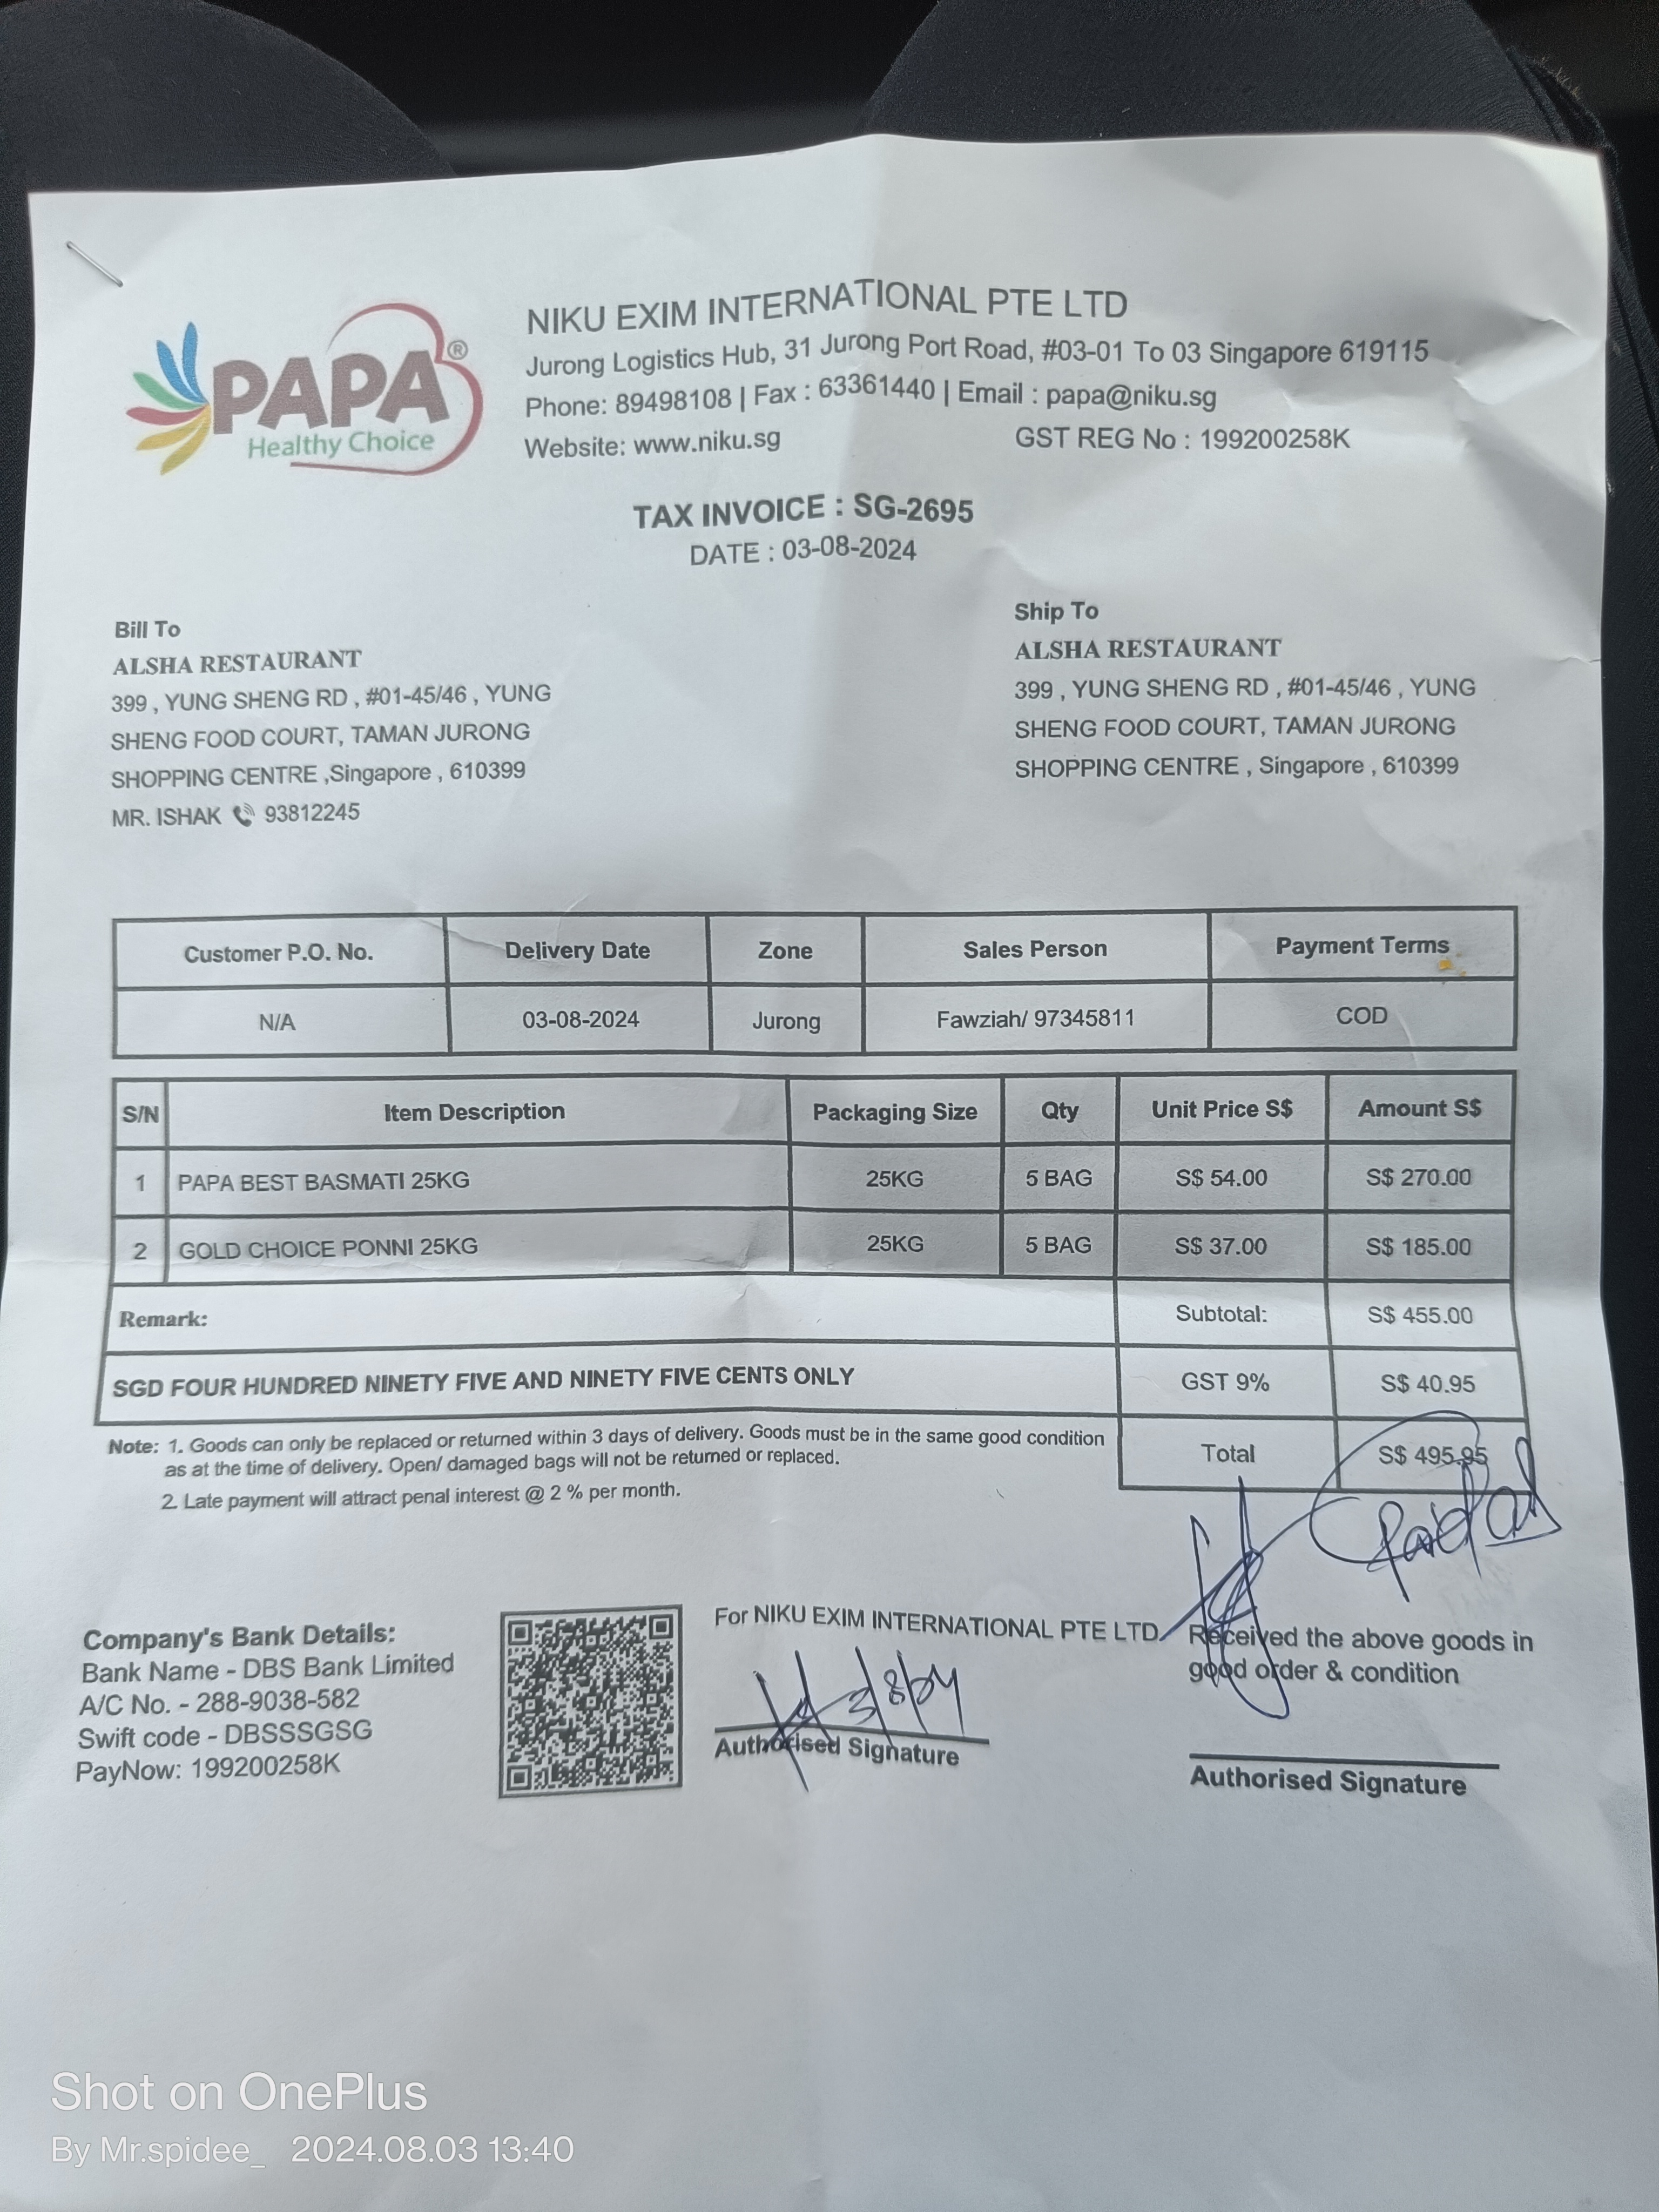 PAPA®
Healthy Choice
NIKU EXIM INTERNATIONAL PTE LTD
Jurong Logistics Hub, 31 Jurong Port Road, #03-01 To 03 Singapore 619115
Phone: 89498108 | Fax : 63361440 | Email : papa@niku.sg
Website: www.niku.sg GST REG No : 199200258K
TAX INVOICE : SG-2695
DATE : 03-08-2024
Bill To
ALSHA RESTAURANT
399 , YUNG SHENG RD , #01-45/46 , YUNG
SHENG FOOD COURT, TAMAN JURONG
SHOPPING CENTRE ,Singapore , 610399
MR. ISHAK 93812245
Ship To
ALSHA RESTAURANT
399 , YUNG SHENG RD , #01-45/46 , YUNG
SHENG FOOD COURT, TAMAN JURONG
SHOPPING CENTRE , Singapore , 610399
Customer P.O. No. Delivery Date Zone Sales Person Payment Terms
N/A 03-08-2024 Jurong Fawziah/ 97345811 COD
S/N Item Description Packaging Size Qty Unit Price S$ Amount S$
1 PAPA BEST BASMATI 25KG 25KG 5 BAG S$ 54.00 S$ 270.00
2 GOLD CHOICE PONNI 25KG 25KG 5 BAG S$ 37.00 S$ 185.00
Remark: Subtotal: S$ 455.00
SGD FOUR HUNDRED NINETY FIVE AND NINETY FIVE CENTS ONLY GST 9% S$ 40.95
Total S$ 495.95
Note: 1. Goods can only be replaced or returned within 3 days of delivery. Goods must be in the same good condition
as at the time of delivery. Open/ damaged bags will not be returned or replaced.
2. Late payment will attract penal interest @ 2 % per month.
Company's Bank Details:
Bank Name - DBS Bank Limited
A/C No. - 288-9038-582
Swift code - DBSSSGSG
PayNow: 199200258K
For NIKU EXIM INTERNATIONAL PTE LTD
3/8/24
Authorised Signature
Received the above goods in
good order & condition
Authorised Signature
Shot on OnePlus
By Mr.spidee_ 2024.08.03 13:40